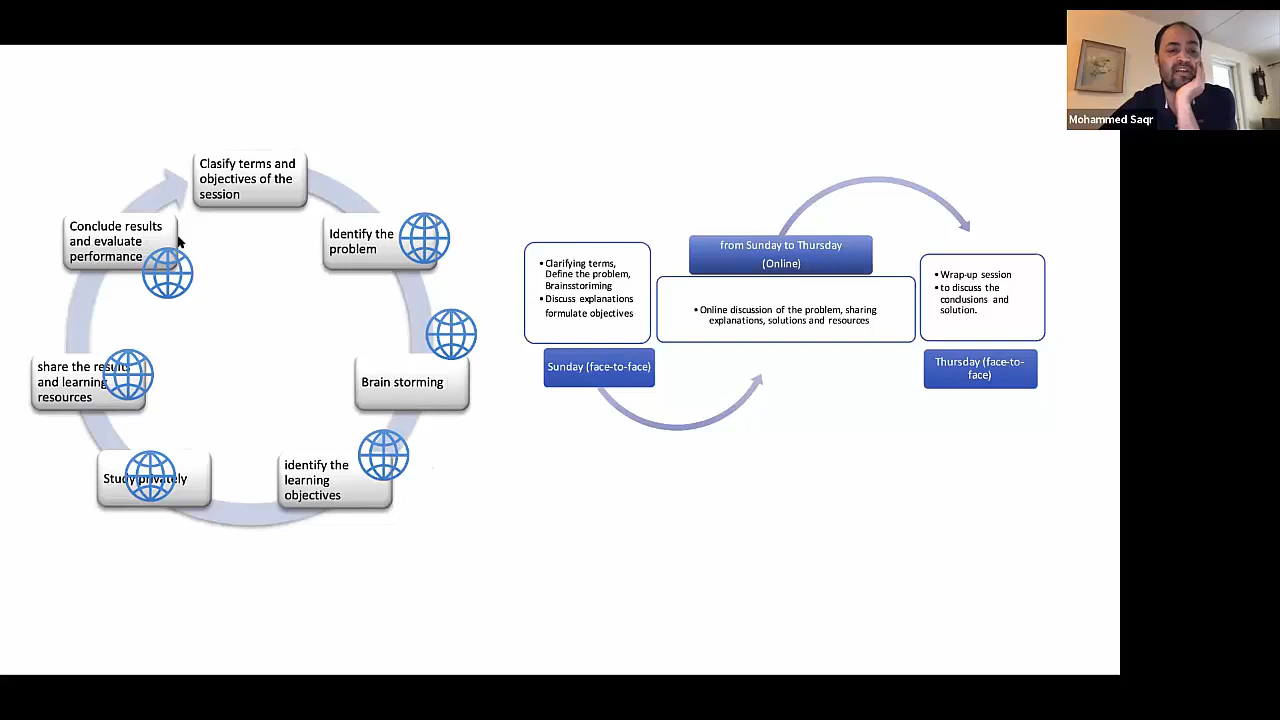 Clasify terms and
objectives of the
session
Identify the
problem
Brain storming
identify the
learning
objectives
Study privately
share the results
and learning
resources
Conclude results
and evaluate
performance
• Clarifying terms,
Define the problem,
Brainsstoriming
• Discuss explanations
formulate objectives
Sunday (face-to-face)
from Sunday to Thursday
(Online)
• Online discussion of the problem, sharing
explanations, solutions and resources
• Wrap-up session
• to discuss the
conclusions and
solution.
Thursday (face-to-
face)
Mohammed Saqr